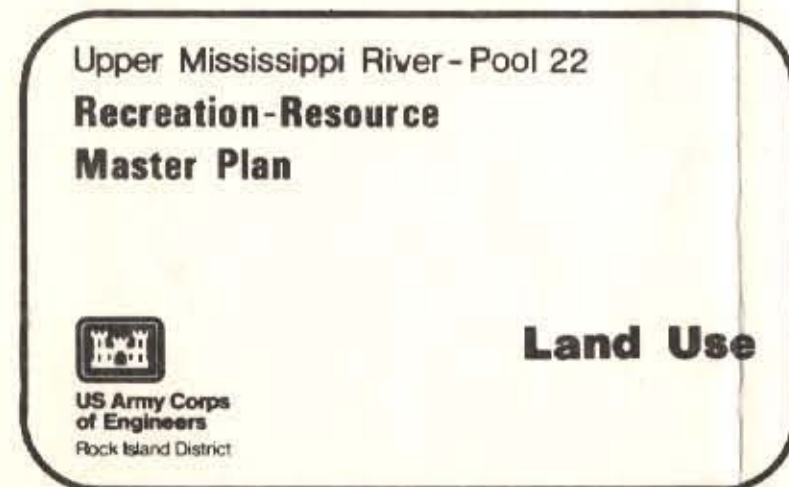 Upper Mississippi River - Pool 22
Recreation-Resource
Master Plan
Land Use
US Army Corps
of Engineers
Rock Island District